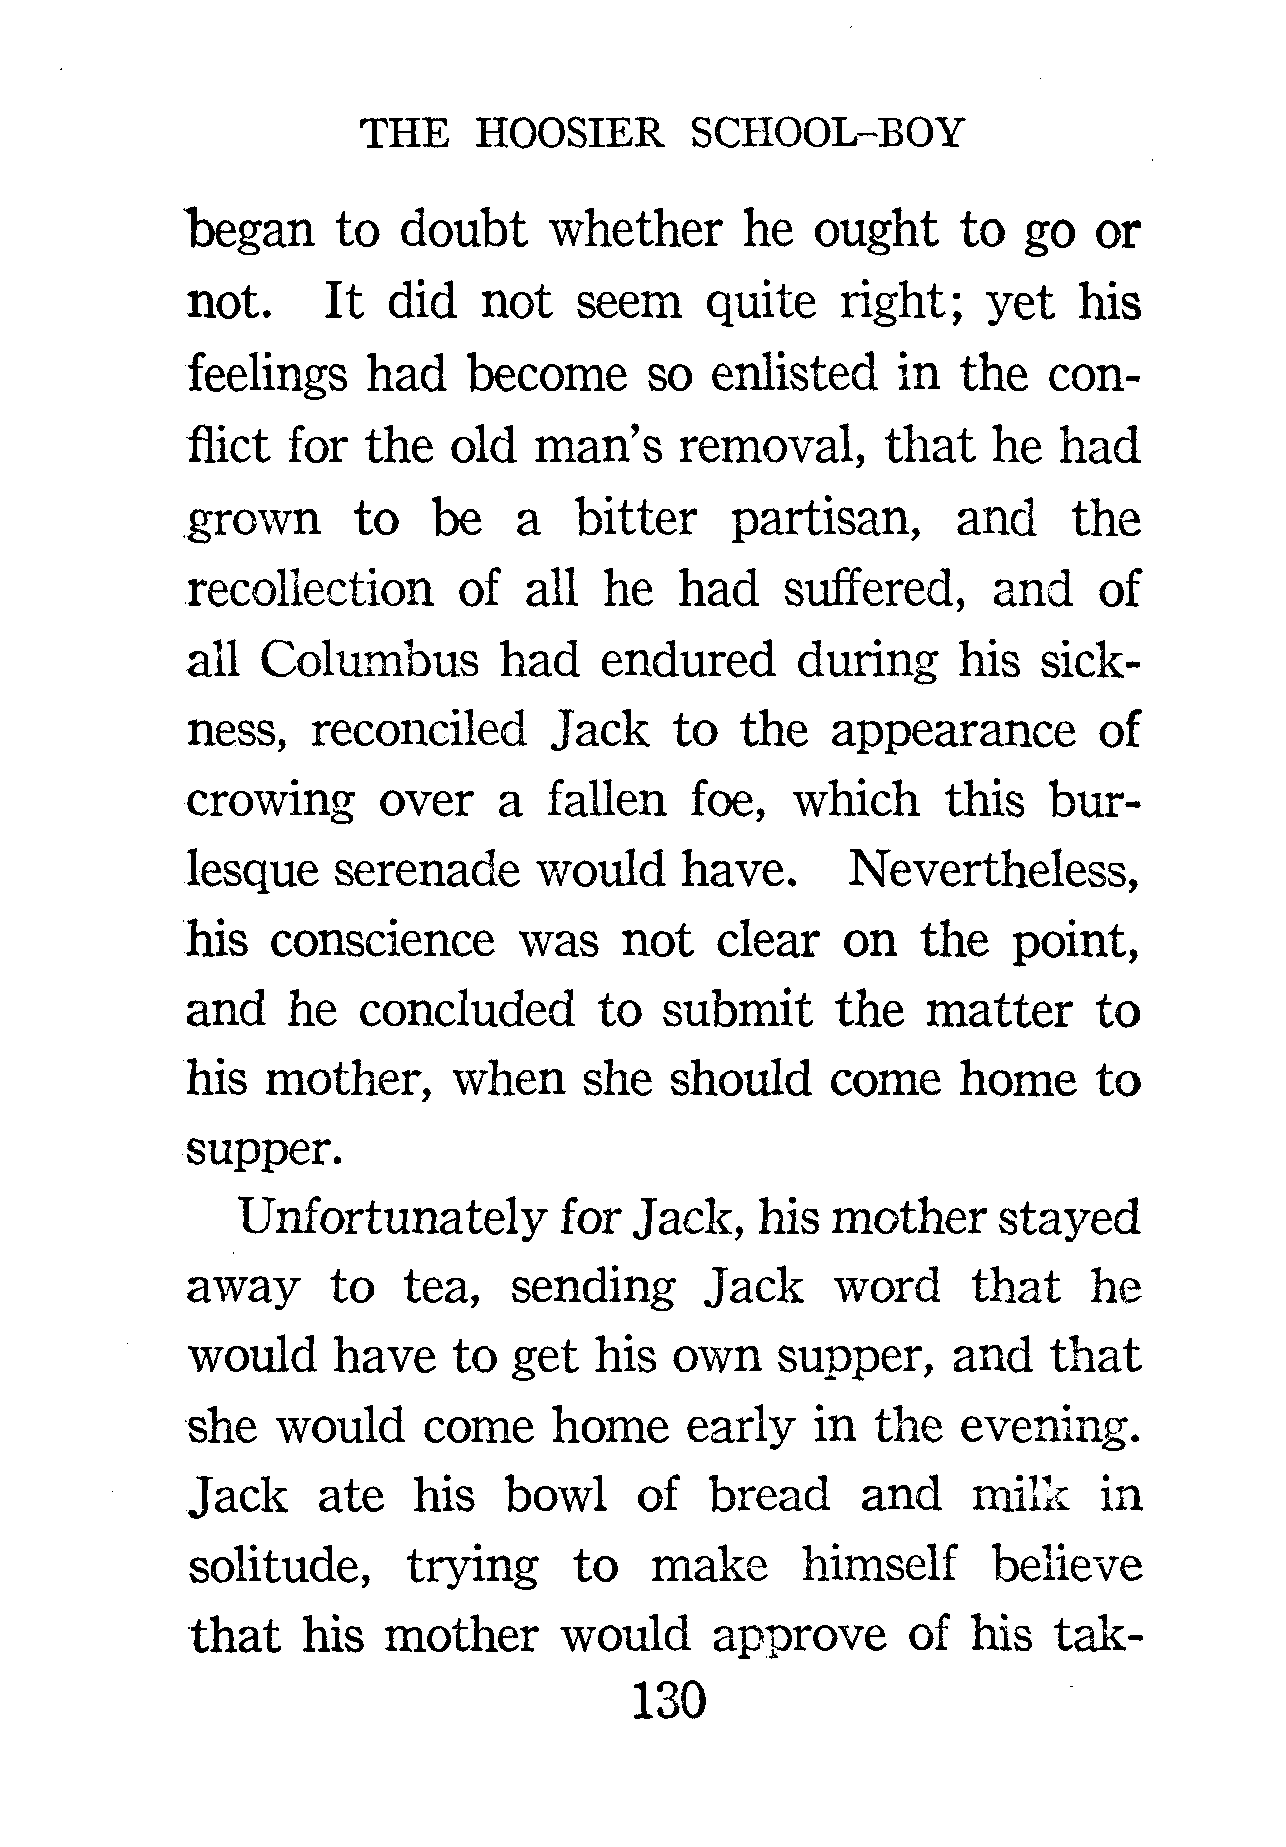 THE HOOSIER SCHOOL-BOY
began to doubt whether he ought to go or
not. It did not seem quite right; yet his
feelings had become so enlisted in the con-
flict for the old man's removal, that he had
grown to be a bitter partisan, and the
recollection of all he had suffered, and of
all Columbus had endured during his sick-
ness, reconciled Jack to the appearance of
crowing over a fallen foe, which this bur-
lesque serenade would have. Nevertheless,
his conscience was not clear on the point,
and he concluded to submit the matter to
his mother, when she should come home to
supper.
Unfortunately for Jack, his mother stayed
away to tea, sending Jack word that he
would have to get his own supper, and that
she would come home early in the evening.
Jack ate his bowl of bread and milk in
solitude, trying to make himself believe
that his mother would approve of his tak-
130